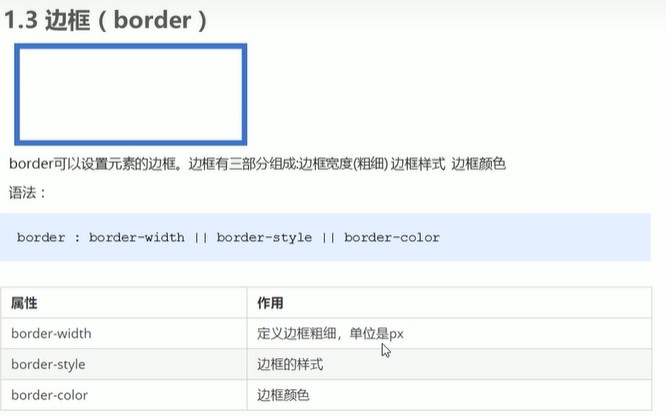 1.3 边框（border）
border可以设置元素的边框。边框有三部分组成:边框宽度(粗细) 边框样式 边框颜色
语法：
border : border-width || border-style || border-color
属性 作用
border-width 定义边框粗细，单位是px
border-style 边框的样式
border-color 边框颜色